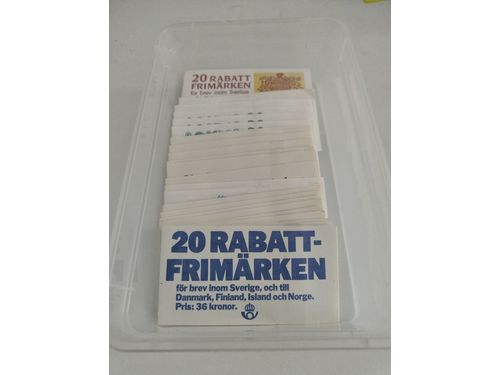 20 RABATT
FRIMÄRKEN
för brev inom Sverige
20 RABATT-
FRIMÄRKEN
för brev inom Sverige, och till
Danmark, Finland, Island och Norge.
Pris: 36 kronor.